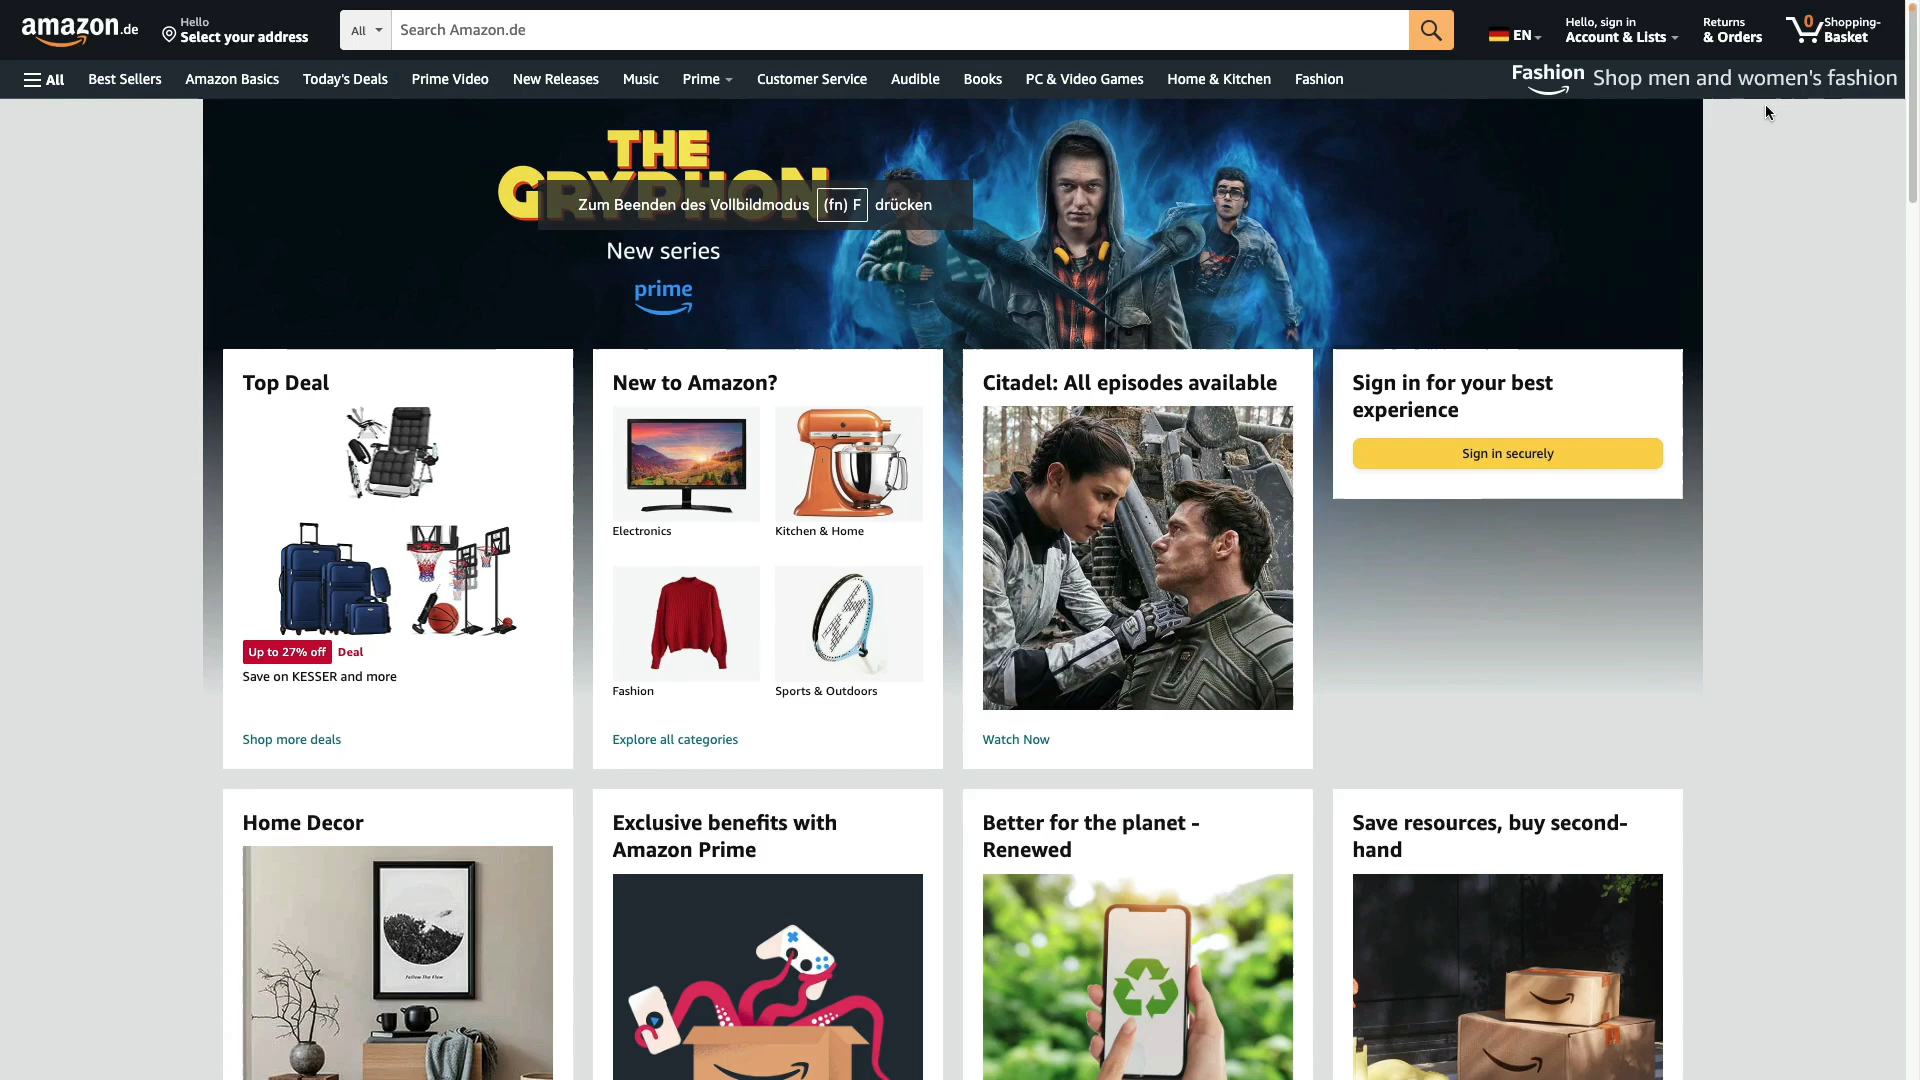 amazon.de
Hello
Select your address
All
Search Amazon.de
EN
Hello, sign in
Account & Lists
Returns
& Orders
0
Shopping-
Basket
All
Best Sellers
Amazon Basics
Today's Deals
Prime Video
New Releases
Music
Prime
Customer Service
Audible
Books
PC & Video Games
Home & Kitchen
Fashion
Fashion Shop men and women's fashion
THE
GRYPHON
Zum Beenden des Vollbildmodus (fn) F drücken
New series
prime
Top Deal
Up to 27% off Deal
Save on KESSER and more
Shop more deals
New to Amazon?
Electronics
Kitchen & Home
Fashion
Sports & Outdoors
Explore all categories
Citadel: All episodes available
Watch Now
Sign in for your best
experience
Sign in securely
Home Decor
Follow The Flow
Exclusive benefits with
Amazon Prime
Better for the planet -
Renewed
Save resources, buy second-
hand